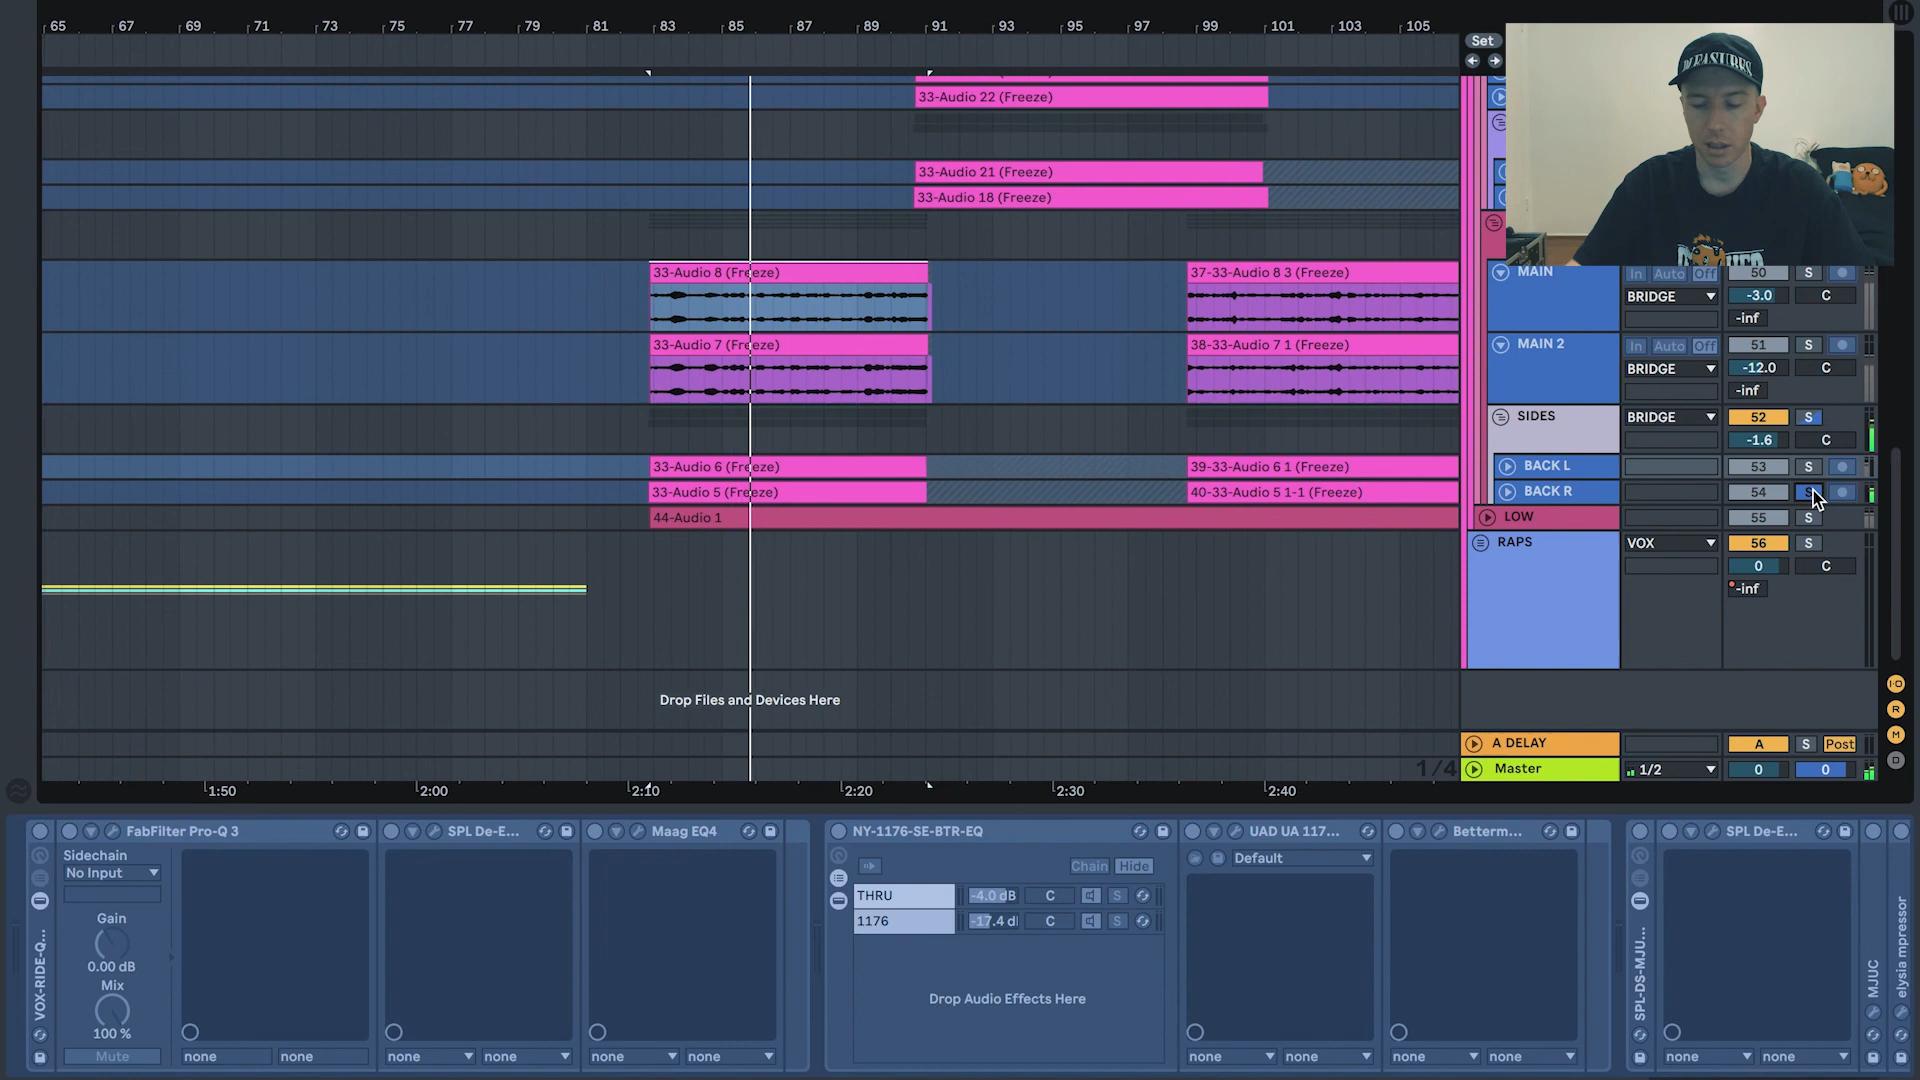 65 67 69 71 73 75 77 79 81 83 85 87 89 91 93 95 97 99 101 103 105
Set
PLEASURES
33-Audio 22 (Freeze)
33-Audio 21 (Freeze)
33-Audio 18 (Freeze)
33-Audio 8 (Freeze) 37-33-Audio 8 3 (Freeze) MAIN In Auto Off 50 S
BRIDGE -3.0 C
-inf
33-Audio 7 (Freeze) 38-33-Audio 7 1 (Freeze) MAIN 2 In Auto Off 51 S
BRIDGE -12.0 C
-inf
SIDES BRIDGE 52 S
-1.6 C
33-Audio 6 (Freeze) 39-33-Audio 6 1 (Freeze) BACK L 53 S
33-Audio 5 (Freeze) 40-33-Audio 5 1-1 (Freeze) BACK R 54 S
44-Audio 1 LOW 55 S
RAPS VOX 56 S
0 C
-inf
Drop Files and Devices Here
I·O
R
M
D
A DELAY A S Post
1/4 Master 1/2 0 0
1:50 2:00 2:10 2:20 2:30 2:40
FabFilter Pro-Q 3 SPL De-E... Maag EQ4 NY-1176-SE-BTR-EQ UAD UA 117... Betterm... SPL De-E...
Sidechain
No Input
Gain
0.00 dB
Mix
100 %
Mute
VOX-RIDE-Q...
Chain Hide
THRU -4.0 dB C S
1176 -17.4 d C S
Drop Audio Effects Here
Default
none none none none none none none none none none none none
SPL-DS-MJU...
MJUC
elysia mpressor